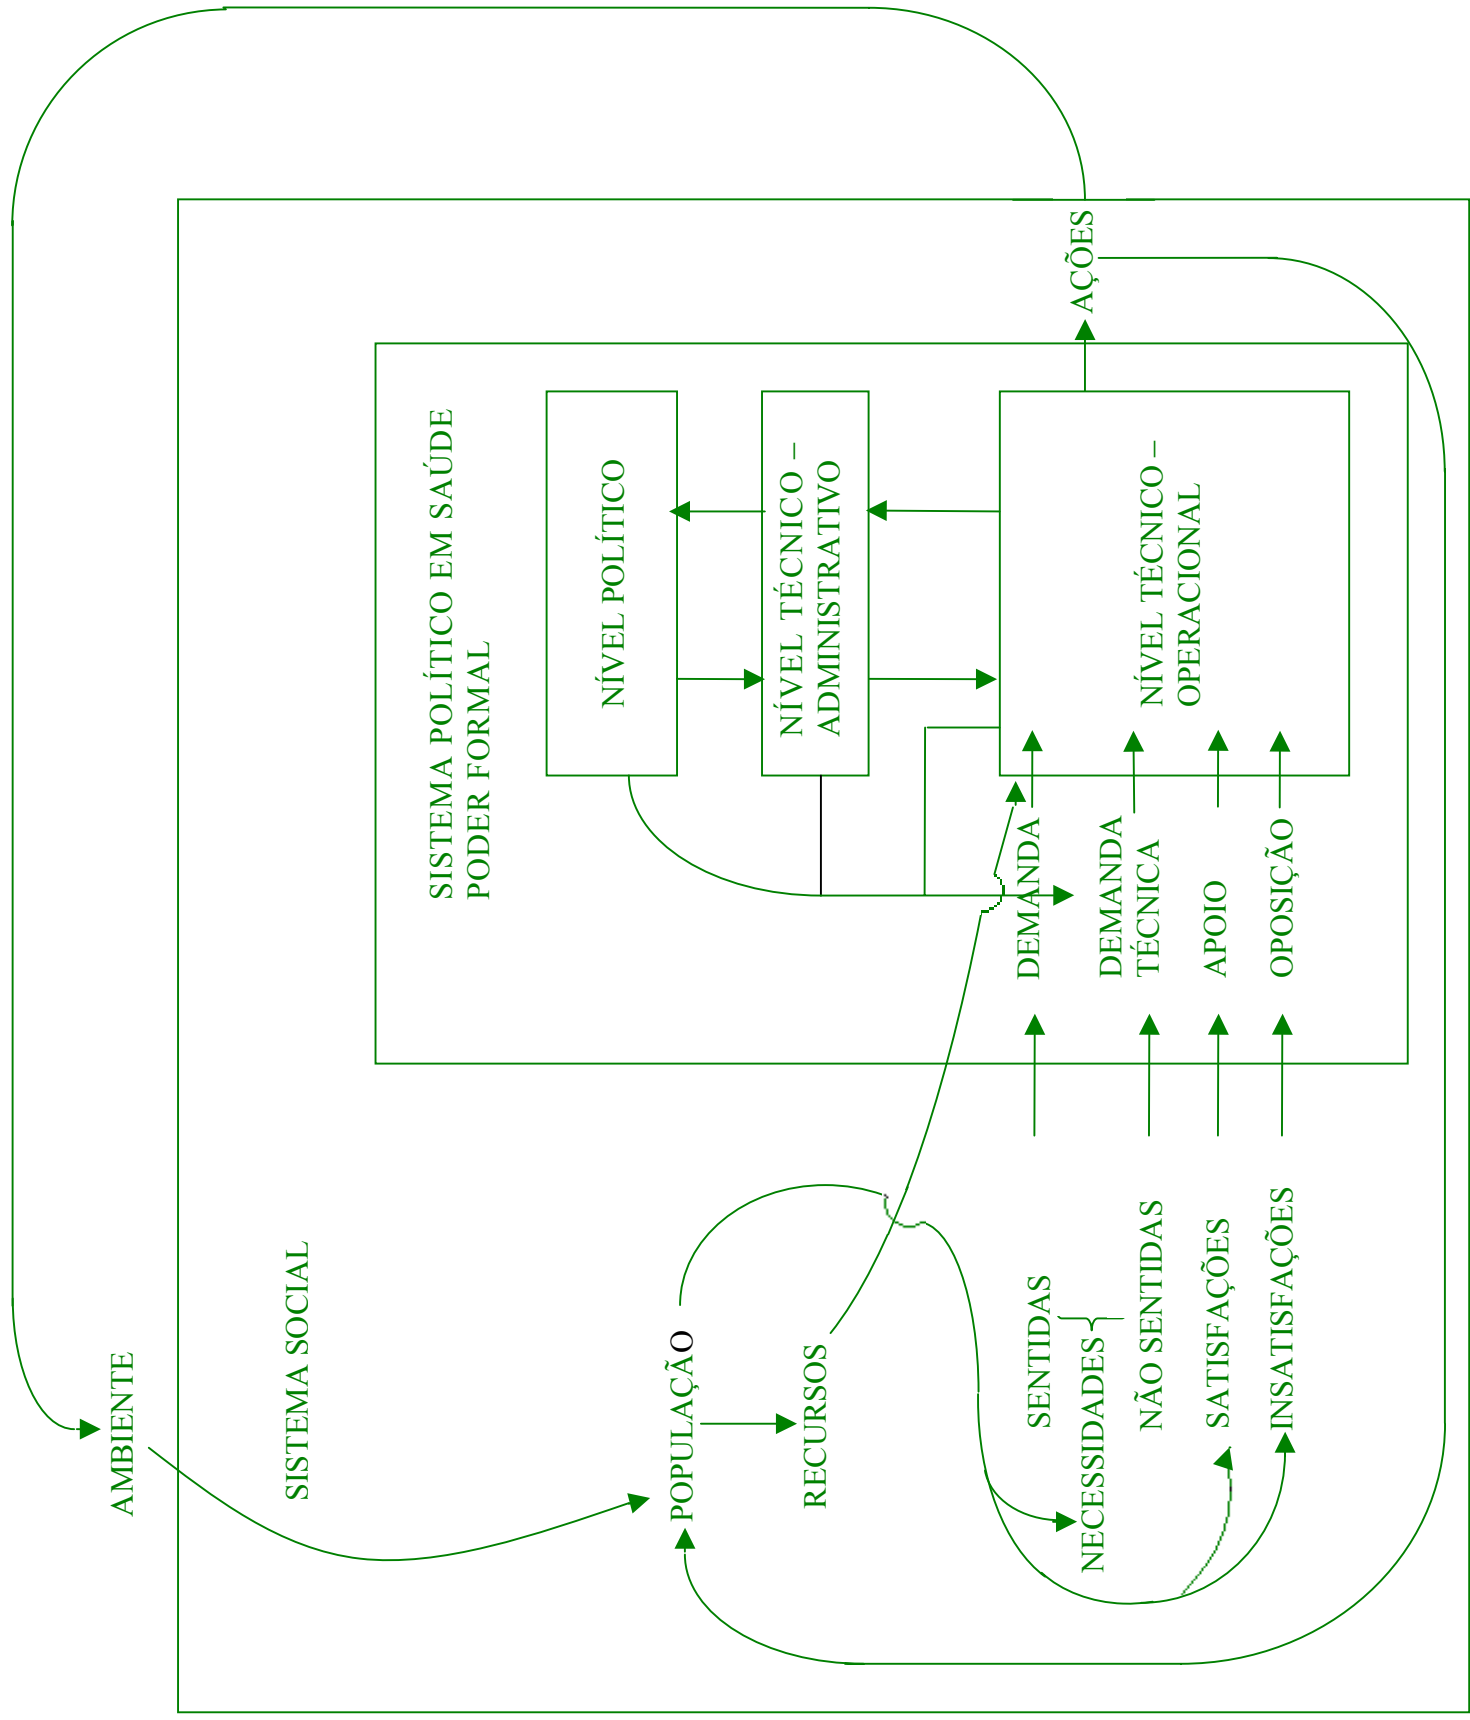 AMBIENTE
SISTEMA SOCIAL
SISTEMA POLÍTICO EM SAÚDE
PODER FORMAL
NÍVEL POLÍTICO
POPULAÇÃO
NÍVEL TÉCNICO –
ADMINISTRATIVO
RECURSOS
SENTIDAS
DEMANDA
NECESSIDADES
NÃO SENTIDAS
DEMANDA
TÉCNICA
SATISFAÇÕES
APOIO
INSATISFAÇÕES
OPOSIÇÃO
NÍVEL TÉCNICO –
OPERACIONAL
AÇÕES